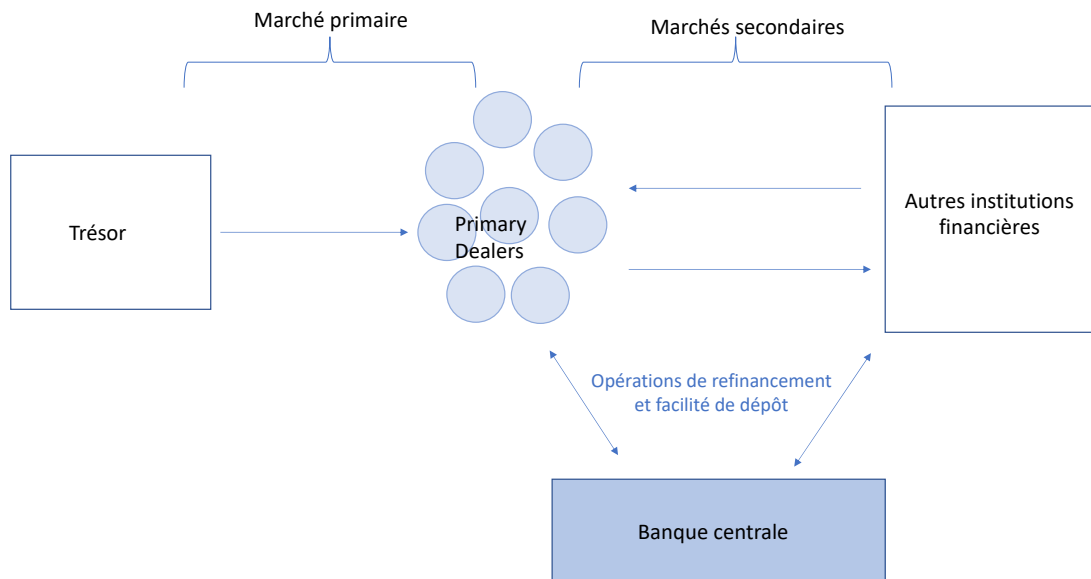 Marché primaire
Marchés secondaires
Trésor
Primary
Dealers
Autres institutions
financières
Opérations de refinancement
et facilité de dépôt
Banque centrale